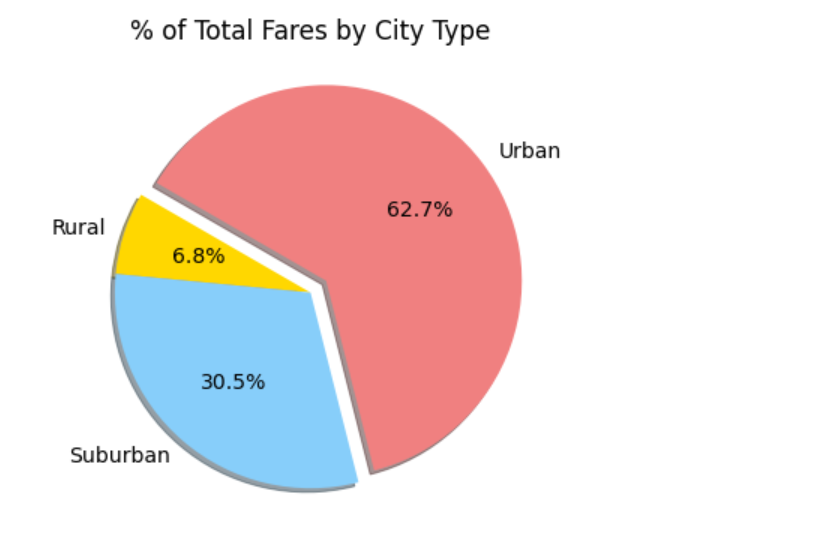 % of Total Fares by City Type
Urban
62.7%
Rural
6.8%
30.5%
Suburban